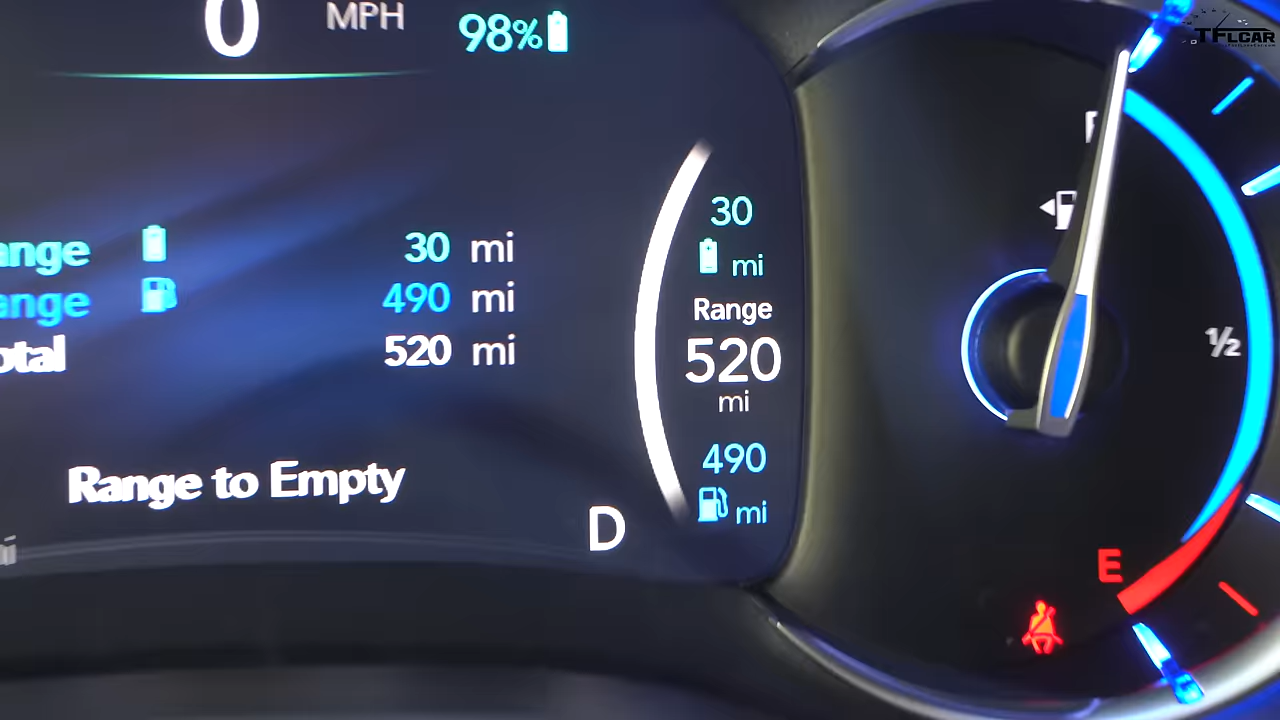 0 MPH 98%
TFLCAR
ange 30 mi
ange 490 mi
otal 520 mi
Range to Empty
D
30
mi
Range
520
mi
490
mi
½
E